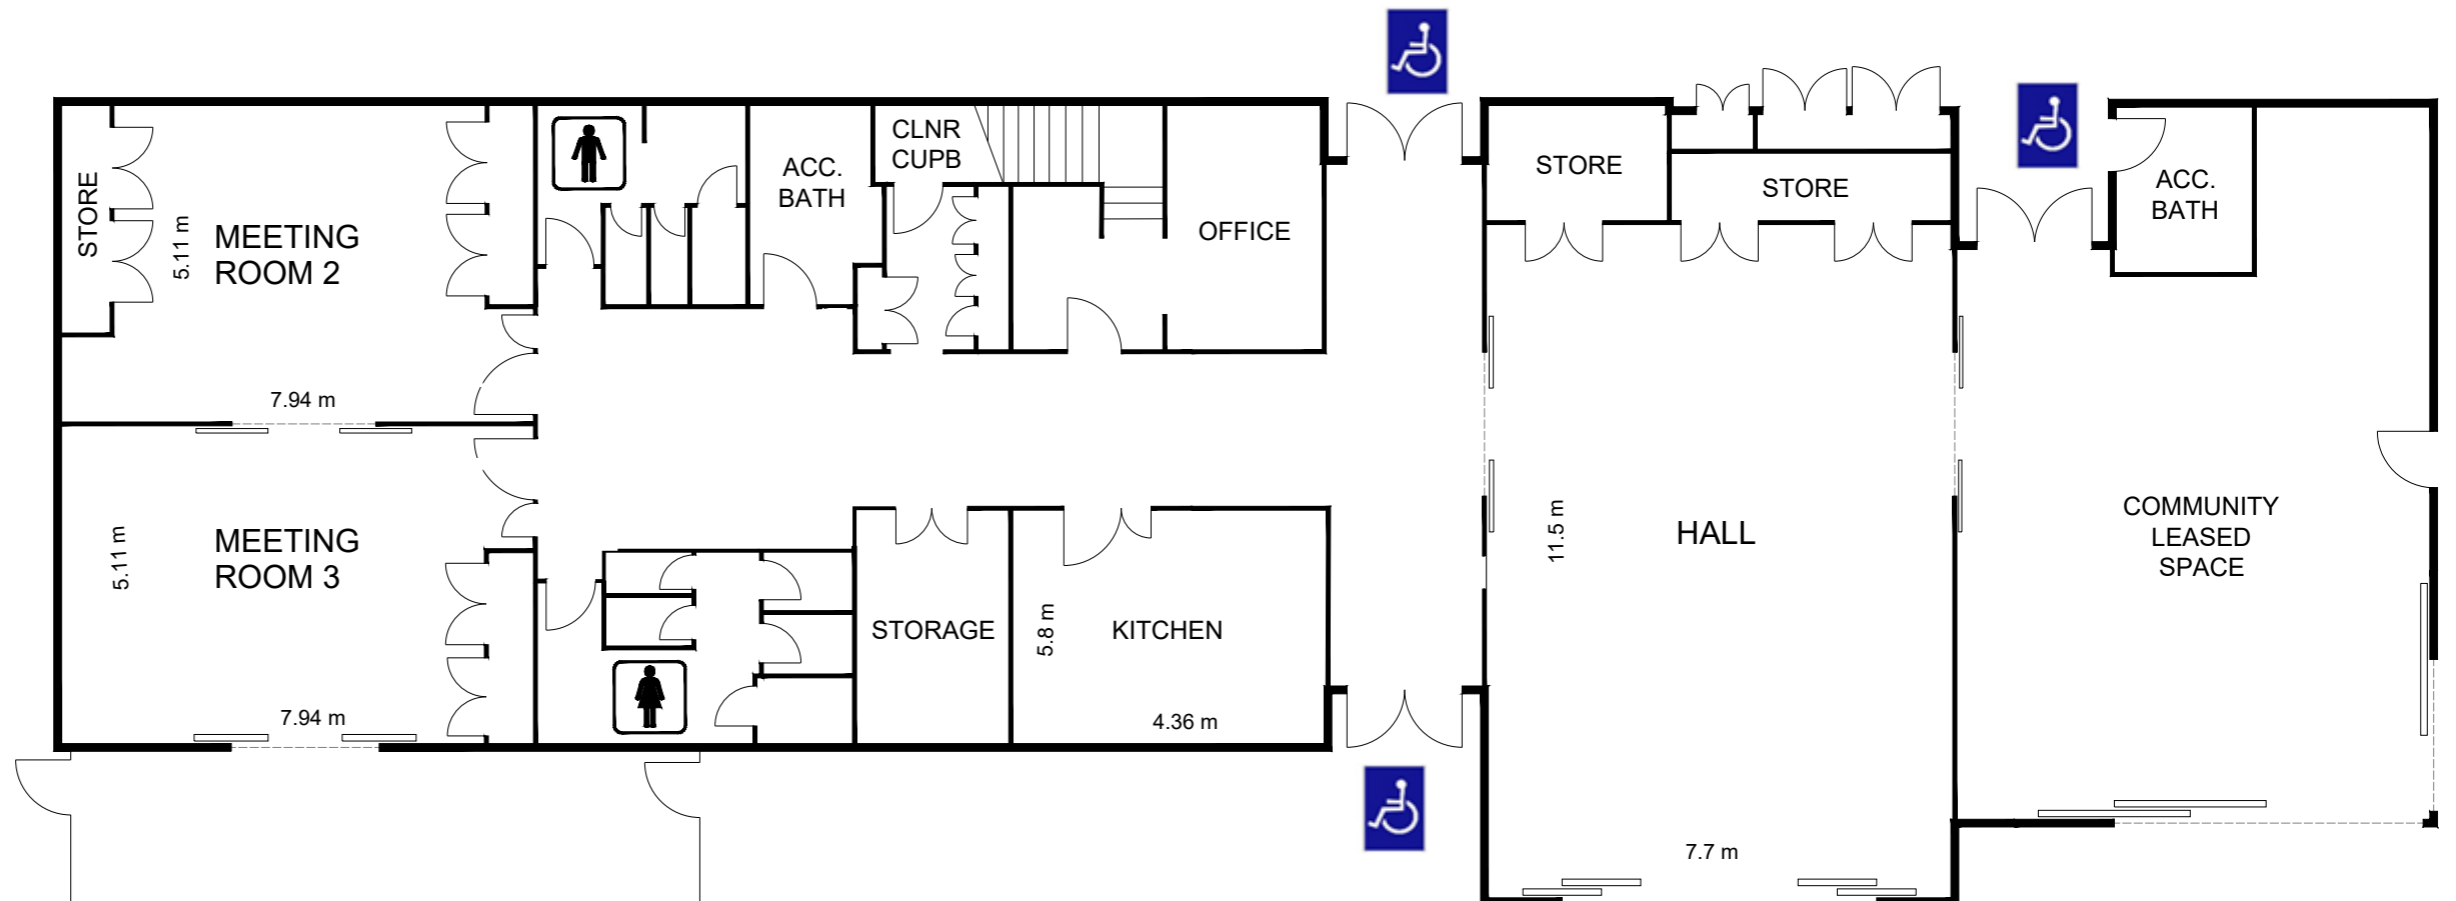 STORE
5.11 m
MEETING
ROOM 2
7.94 m
ACC.
BATH
CLNR
CUPB
OFFICE
STORE
STORE
ACC.
BATH
5.11 m
MEETING
ROOM 3
7.94 m
STORAGE
5.8 m
KITCHEN
4.36 m
11.5 m
HALL
7.7 m
COMMUNITY
LEASED
SPACE